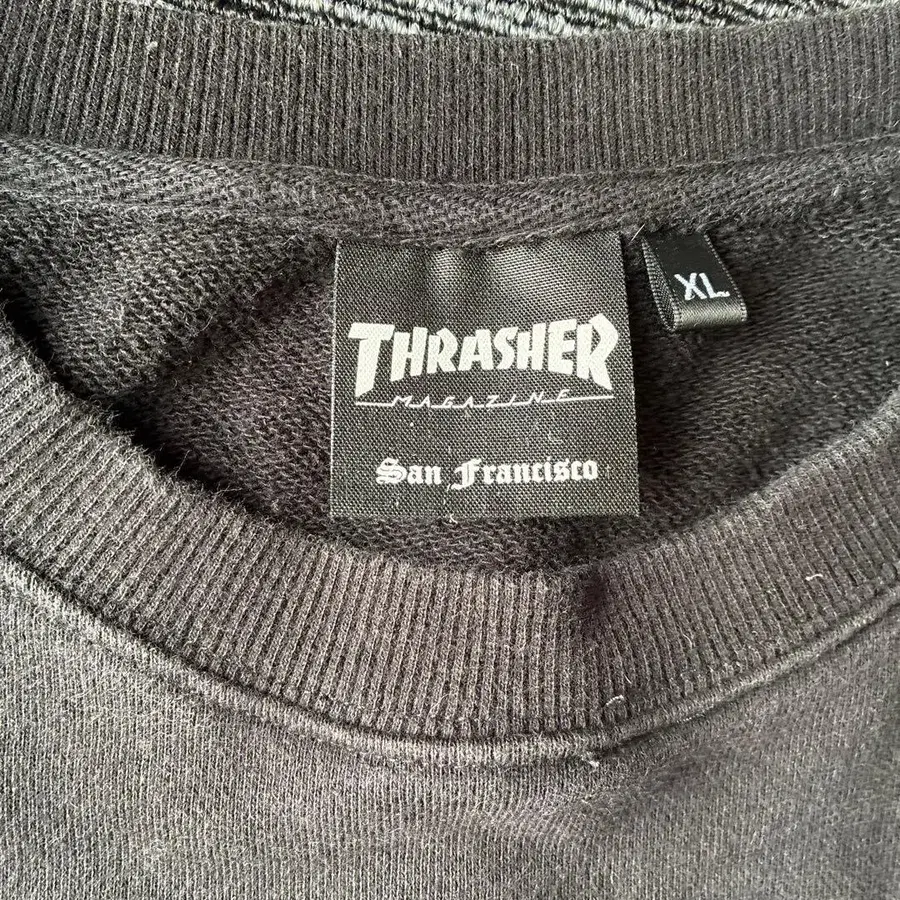 THRASHER
MAGAZINE
San Francisco
XL